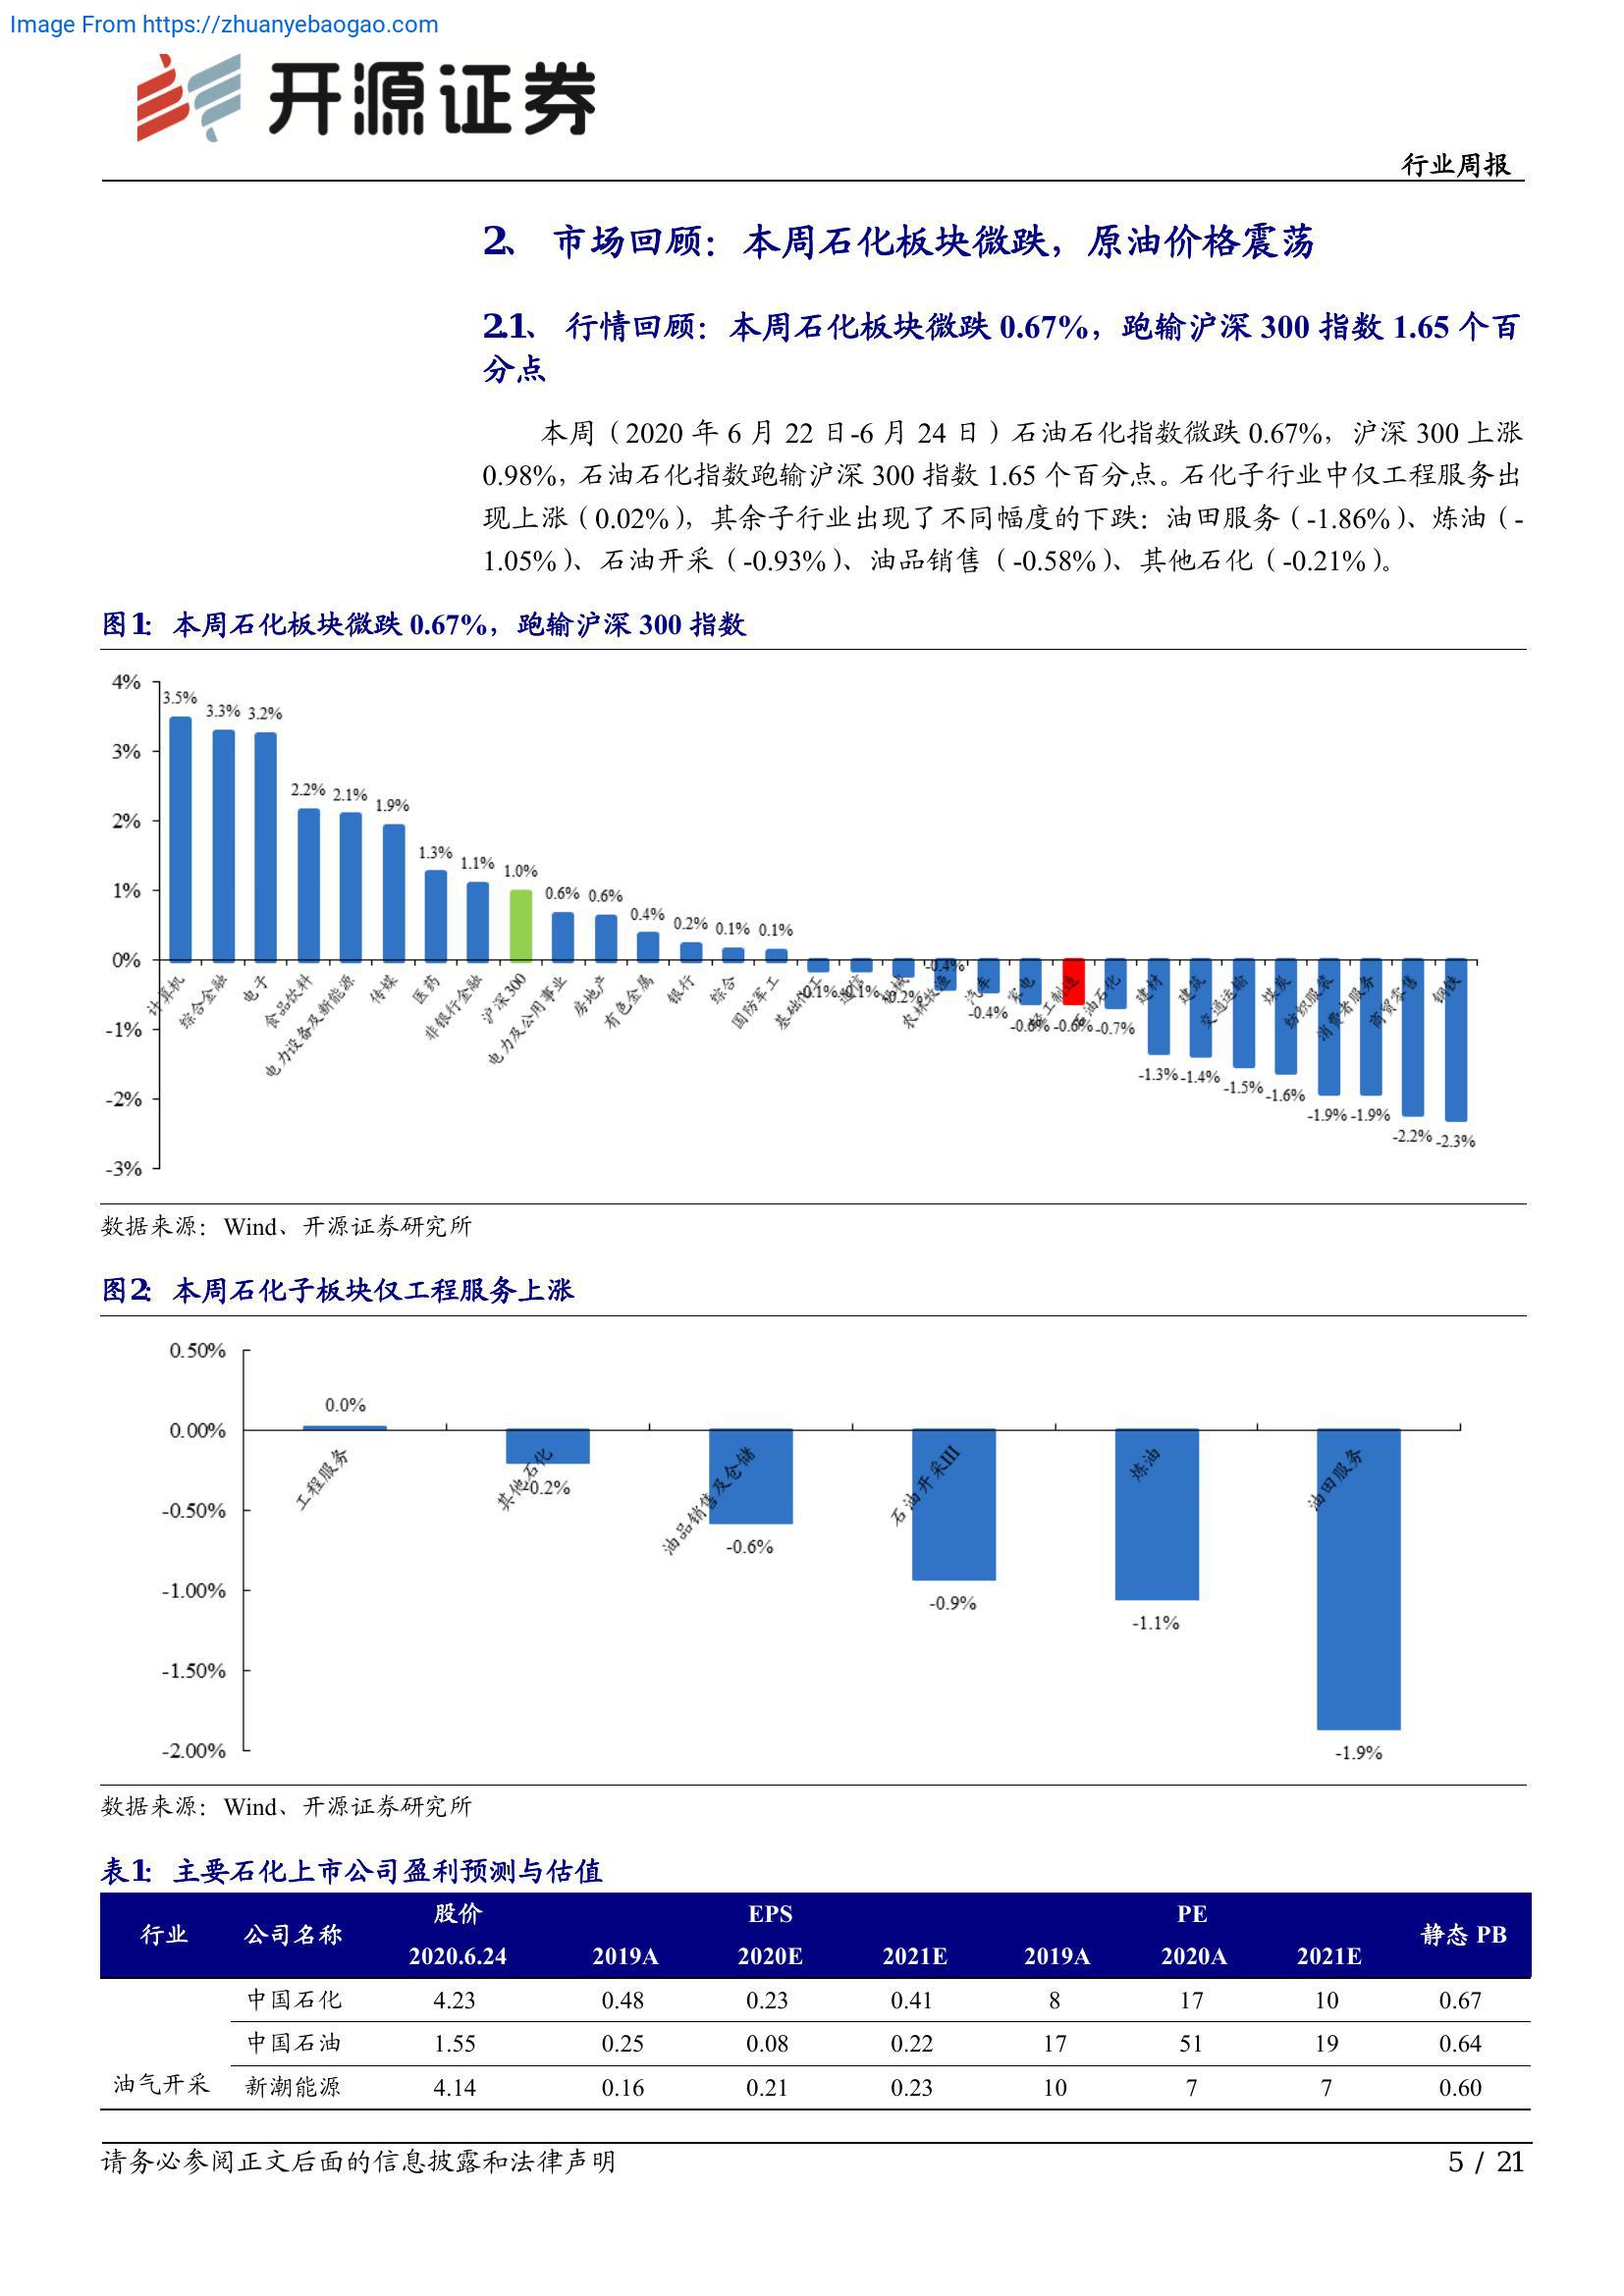 Image From https://zhuanyebaogao.com
开源证券
行业周报
2、 市场回顾：本周石化板块微跌，原油价格震荡
2.1、 行情回顾：本周石化板块微跌 0.67%，跑输沪深 300 指数 1.65 个百
分点
本周（2020 年 6 月 22 日-6 月 24 日）石油石化指数微跌 0.67%，沪深 300 上涨
0.98%，石油石化指数跑输沪深 300 指数 1.65 个百分点。石化子行业中仅工程服务出
现上涨（0.02%），其余子行业出现了不同幅度的下跌：油田服务（-1.86%）、炼油（-
1.05%）、石油开采（-0.93%）、油品销售（-0.58%）、其他石化（-0.21%）。
图1： 本周石化板块微跌 0.67%，跑输沪深 300 指数
4%
3%
2%
1%
0%
-1%
-2%
-3%
3.5% 3.3% 3.2% 2.2% 2.1% 1.9% 1.3% 1.1% 1.0% 0.6% 0.6% 0.4% 0.2% 0.1% 0.1% -0.1% -0.1% -0.2% -0.4% -0.4% -0.6% -0.6% -0.7% -1.3% -1.4% -1.5% -1.6% -1.9% -1.9% -2.2% -2.3%
计算机 综合金融 电子 食品饮料 电力设备及新能源 传媒 医药 非银行金融 沪深300 电力及公用事业 房地产 有色金属 银行 综合 国防军工 基础化工 通信 机械 农林牧渔 汽车 家电 轻工制造 石油石化 建材 建筑 交通运输 煤炭 纺织服装 消费者服务 商贸零售 钢铁
数据来源：Wind、开源证券研究所
图2： 本周石化子板块仅工程服务上涨
0.50%
0.00%
-0.50%
-1.00%
-1.50%
-2.00%
0.0% -0.2% -0.6% -0.9% -1.1% -1.9%
工程服务 其他石化 油品销售及仓储 石油开采III 炼油 油田服务
数据来源：Wind、开源证券研究所
表1： 主要石化上市公司盈利预测与估值
行业 公司名称 股价 EPS PE 静态 PB
2020.6.24 2019A 2020E 2021E 2019A 2020A 2021E
中国石化 4.23 0.48 0.23 0.41 8 17 10 0.67
中国石油 1.55 0.25 0.08 0.22 17 51 19 0.64
油气开采 新潮能源 4.14 0.16 0.21 0.23 10 7 7 0.60
请务必参阅正文后面的信息披露和法律声明 5 / 21